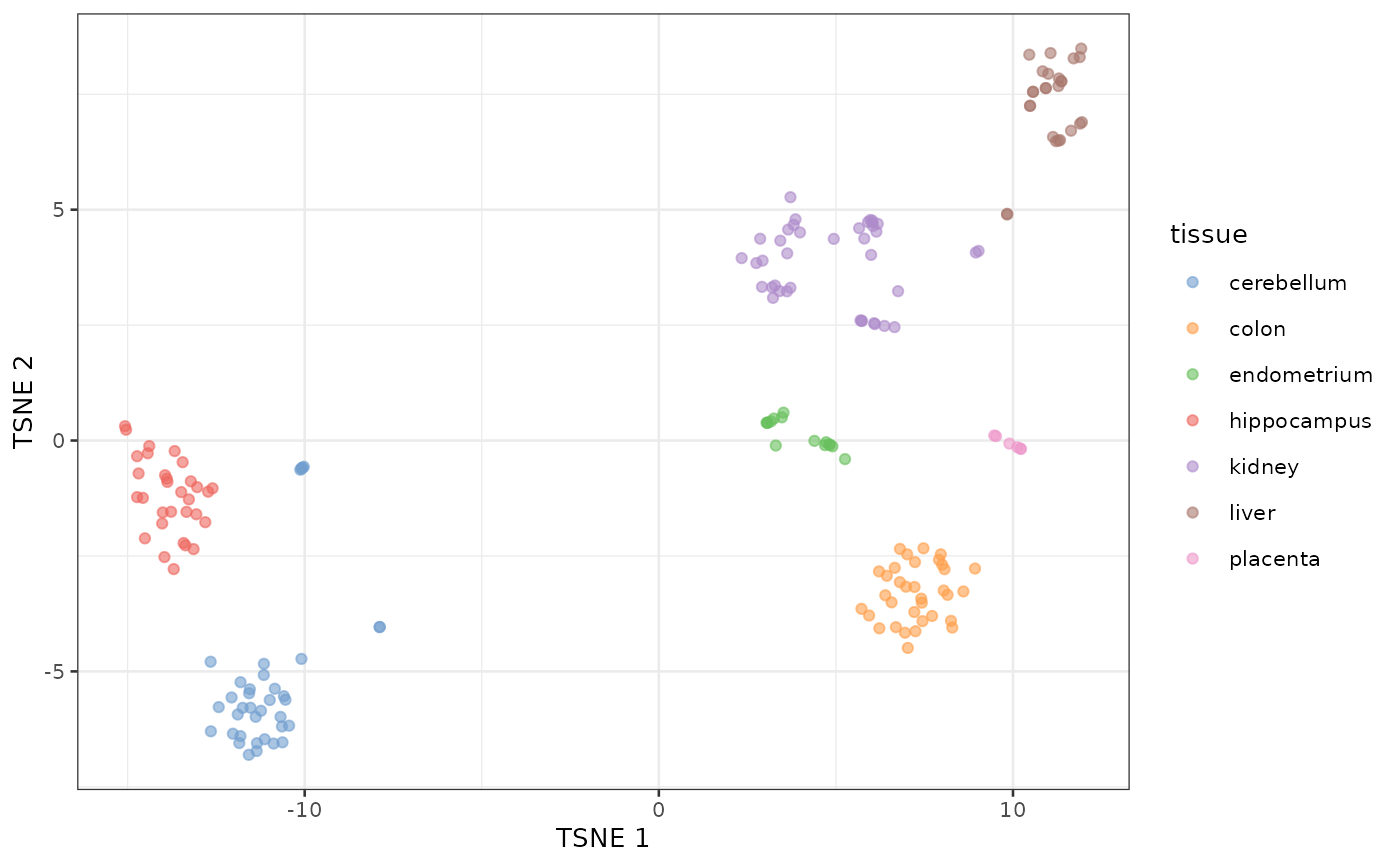 TSNE 2
5
0
-5
-10
0
10
TSNE 1
tissue
cerebellum
colon
endometrium
hippocampus
kidney
liver
placenta